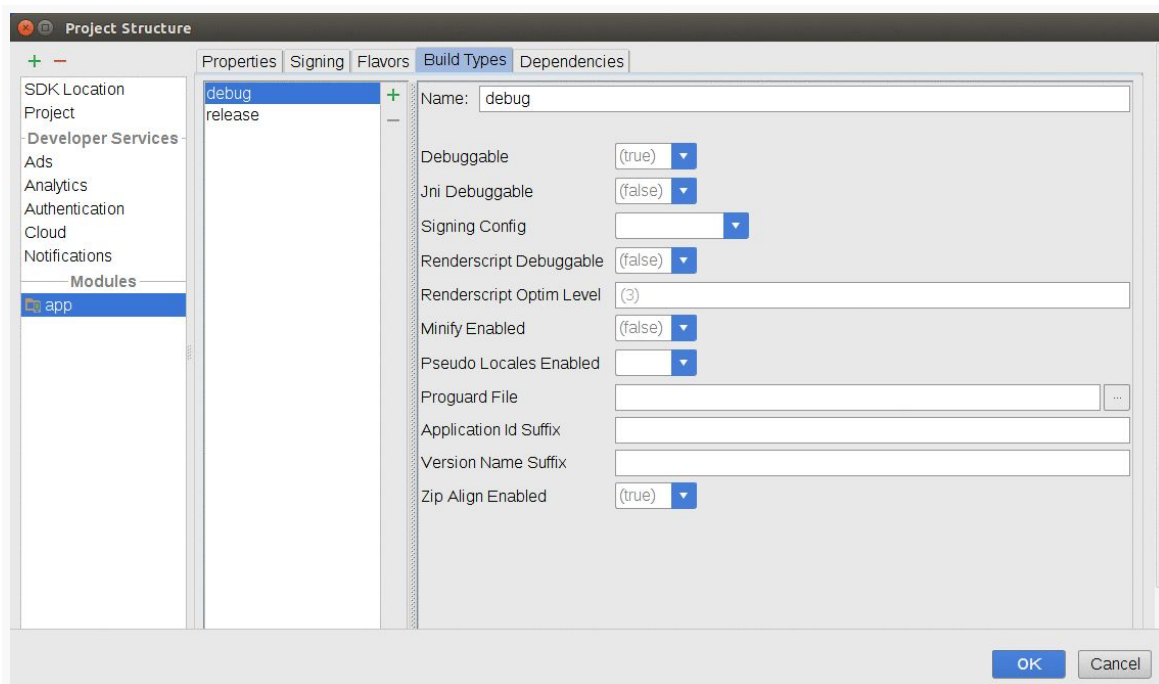 Project Structure
Properties Signing Flavors Build Types Dependencies
SDK Location
Project
Developer Services
Ads
Analytics
Authentication
Cloud
Notifications
Modules
app
debug
release
Name: debug
Debuggable (true)
Jni Debuggable (false)
Signing Config
Renderscript Debuggable (false)
Renderscript Optim Level (3)
Minify Enabled (false)
Pseudo Locales Enabled
Proguard File ...
Application Id Suffix
Version Name Suffix
Zip Align Enabled (true)
OK Cancel